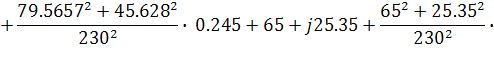 + (79.5657² + 45.628²)/230² · 0.245 + 65 + j25.35 + (65² + 25.35²)/230² ·